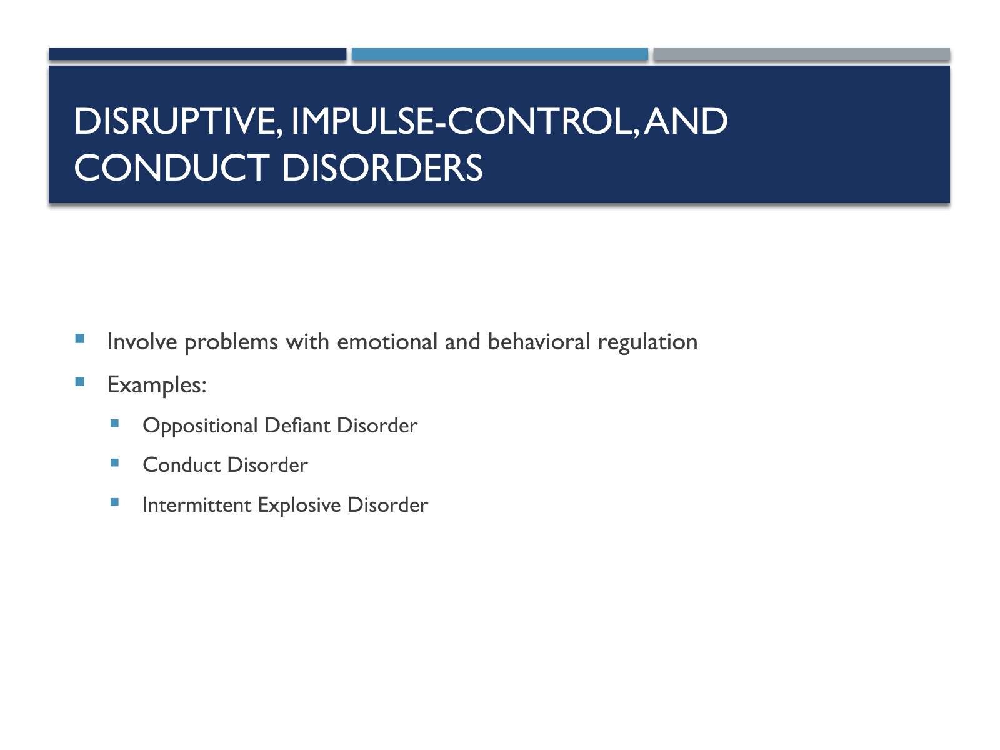 DISRUPTIVE, IMPULSE-CONTROL, AND
CONDUCT DISORDERS
Involve problems with emotional and behavioral regulation
Examples:
Oppositional Defiant Disorder
Conduct Disorder
Intermittent Explosive Disorder